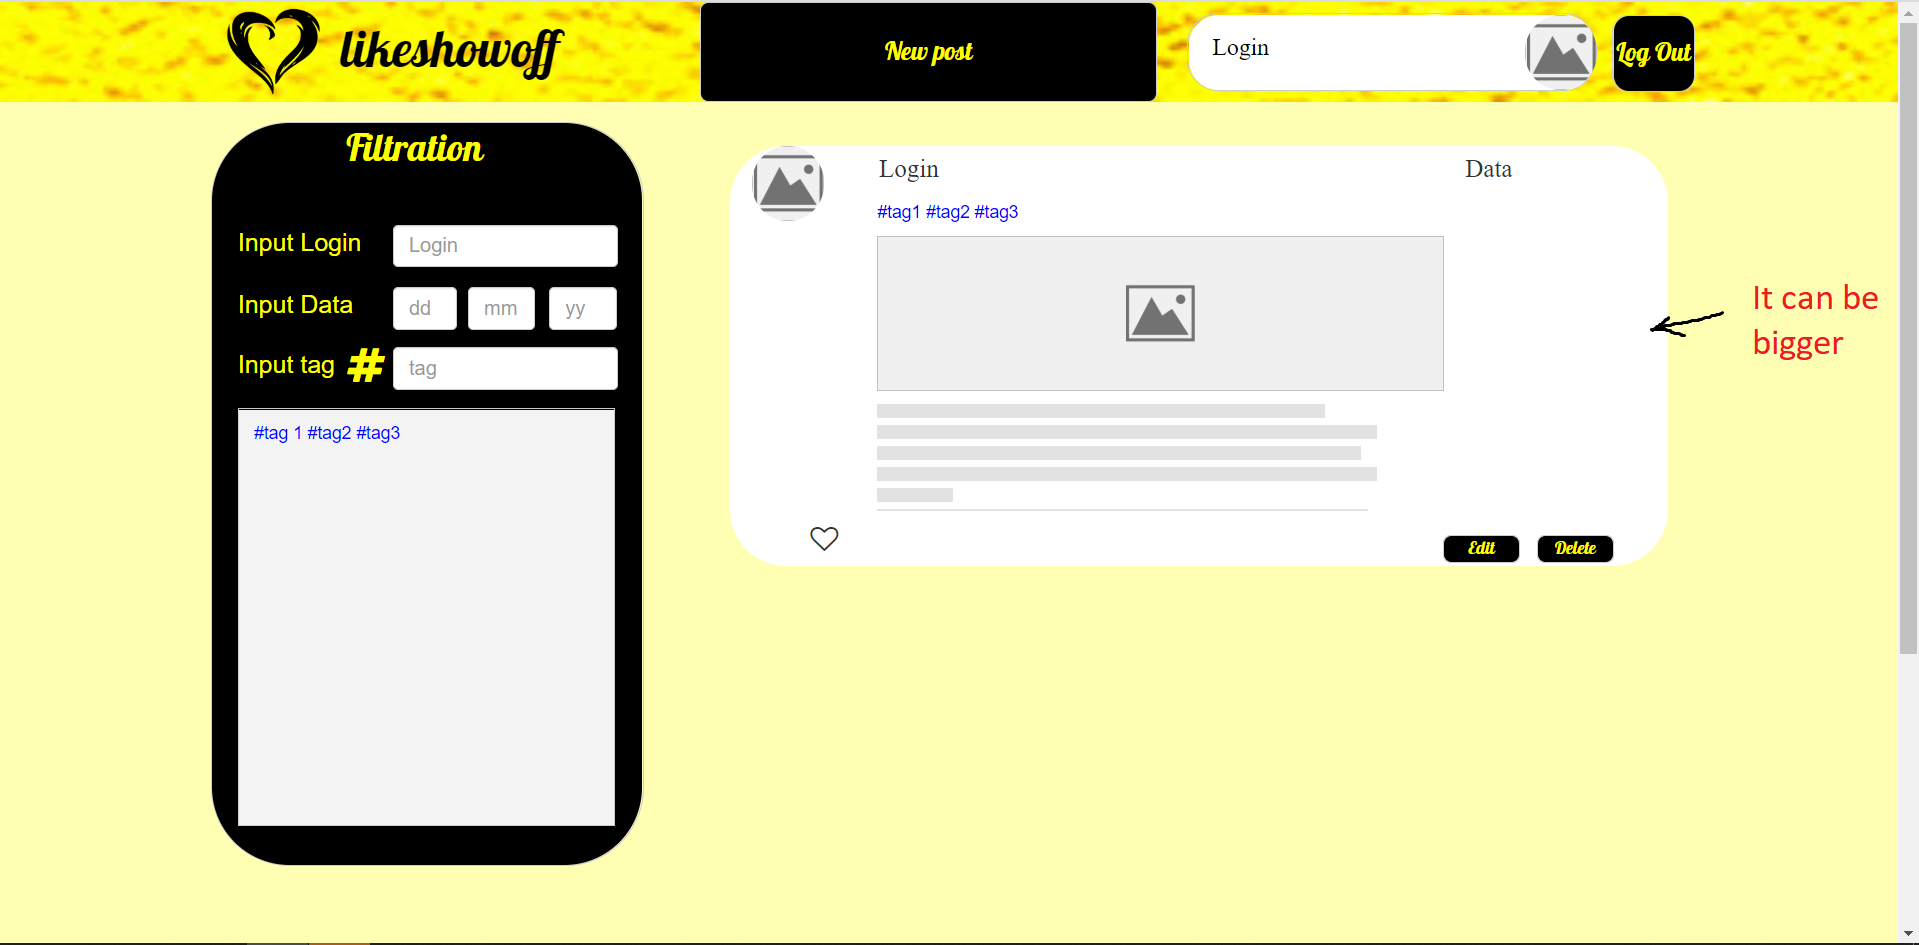 likeshowoff
New post
Login
Log Out
Filtration
Input Login
Login
Input Data
dd
mm
yy
Input tag #
tag
#tag 1 #tag2 #tag3
Login
Data
#tag1 #tag2 #tag3
Edit
Delete
It can be
bigger